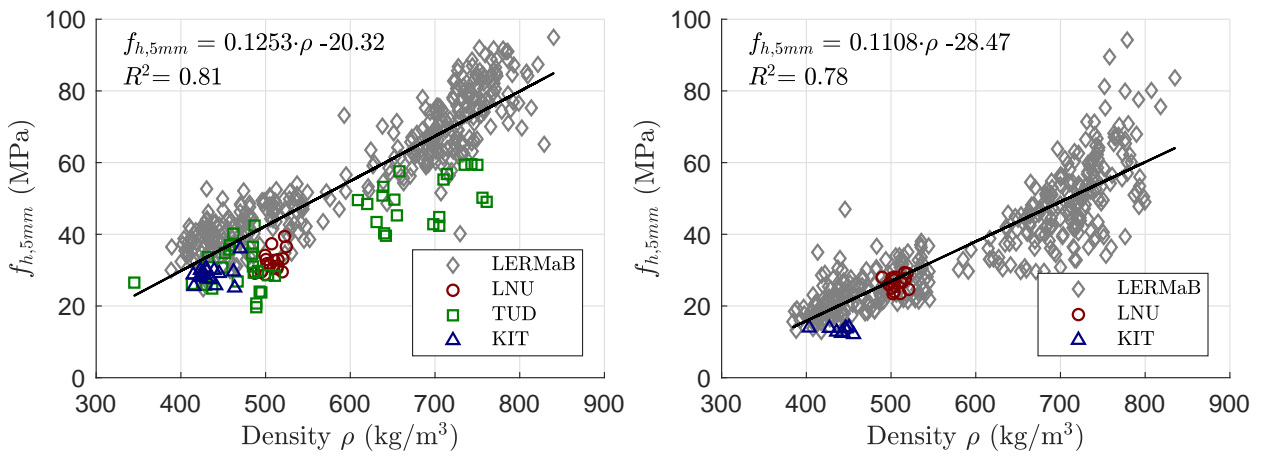 f_{h,5mm} = 0.1253·ρ -20.32
R²= 0.81
100
80
60
40
20
0
f_{h,5mm} (MPa)
300 400 500 600 700 800 900
Density ρ (kg/m³)
LERMaB
LNU
TUD
KIT
f_{h,5mm} = 0.1108·ρ -28.47
R²= 0.78
100
80
60
40
20
0
f_{h,5mm} (MPa)
300 400 500 600 700 800 900
Density ρ (kg/m³)
LERMaB
LNU
KIT